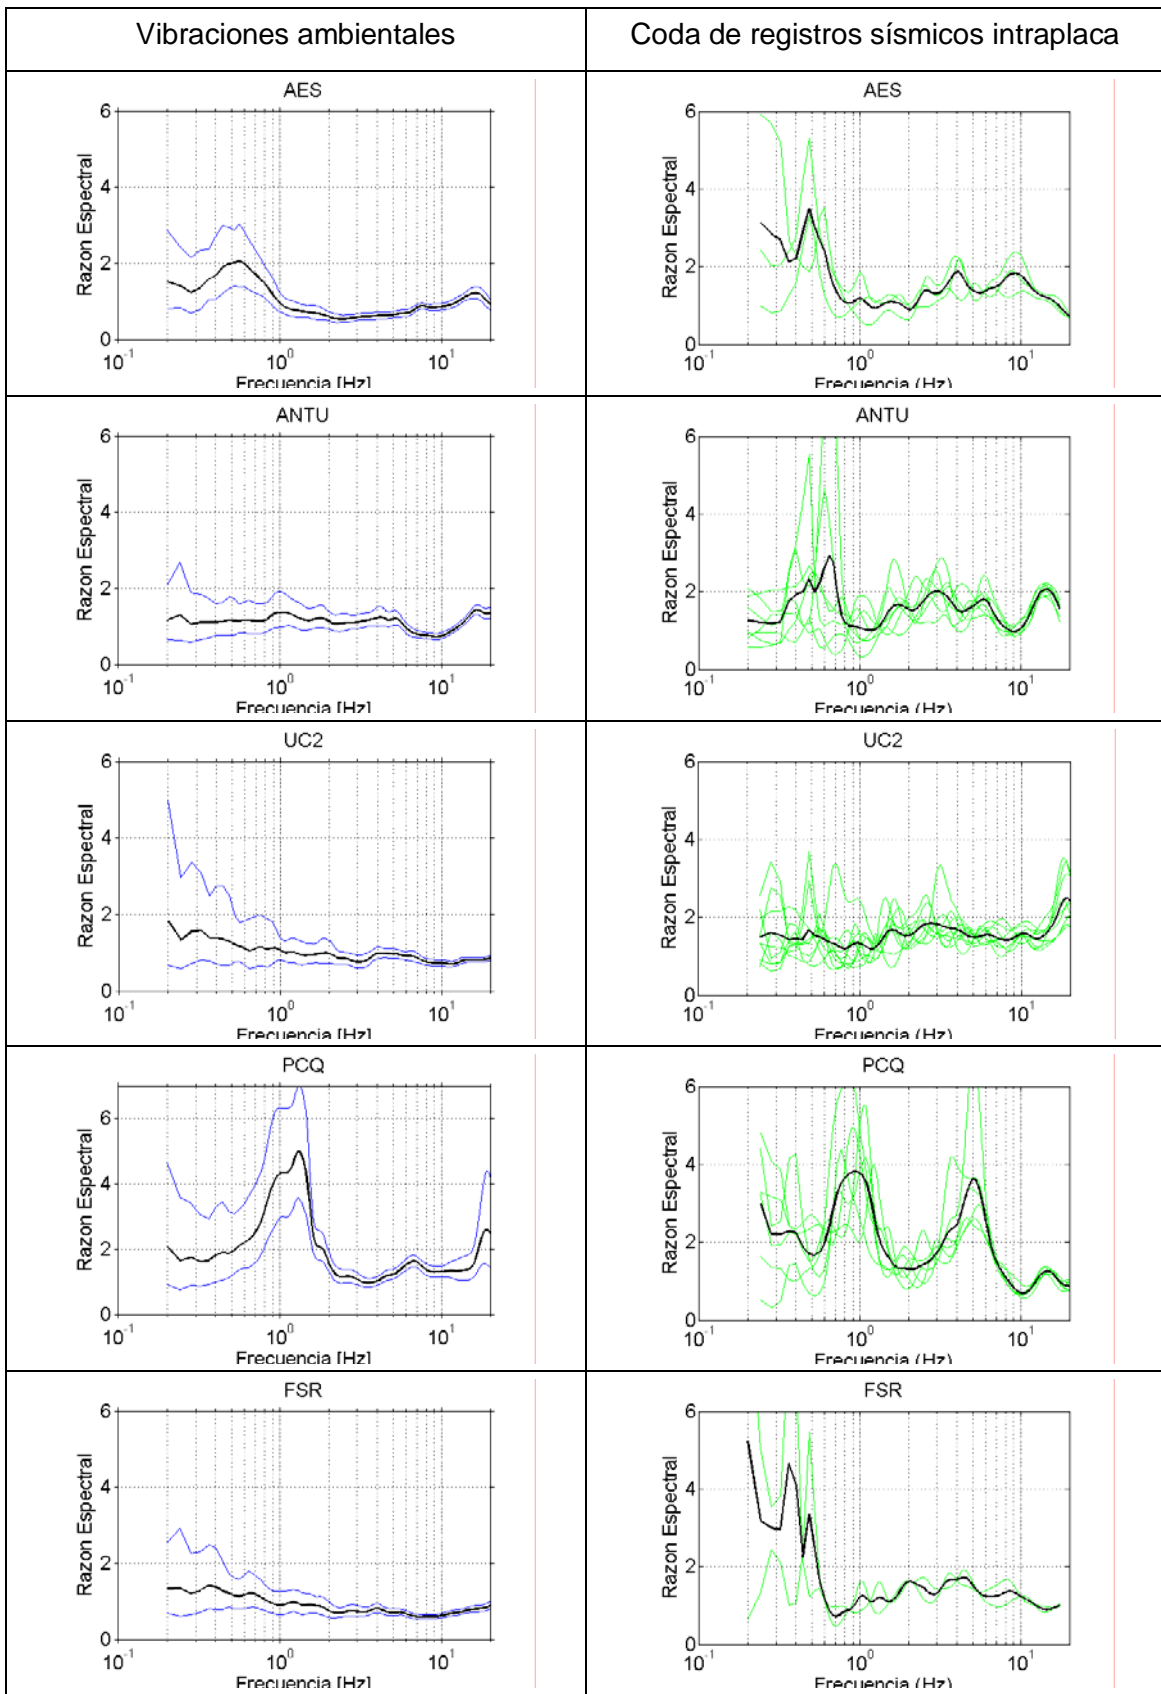 Vibraciones ambientales
Coda de registros sísmicos intraplaca
AES
Razon Espectral
6
4
2
0
10-1
100
101
Frecuencia [Hz]
AES
Razon Espectral
6
4
2
0
10-1
100
101
Frecuencia (Hz)
ANTU
Razon Espectral
6
4
2
0
10-1
100
101
Frecuencia [Hz]
ANTU
Razon Espectral
6
4
2
0
10-1
100
101
Frecuencia (Hz)
UC2
Razon Espectral
6
4
2
0
10-1
100
101
Frecuencia [Hz]
UC2
Razon Espectral
6
4
2
0
10-1
100
101
Frecuencia (Hz)
PCQ
Razon Espectral
6
4
2
0
10-1
100
101
Frecuencia [Hz]
PCQ
Razon Espectral
6
4
2
0
10-1
100
101
Frecuencia (Hz)
FSR
Razon Espectral
6
4
2
0
10-1
100
101
Frecuencia [Hz]
FSR
Razon Espectral
6
4
2
0
10-1
100
101
Frecuencia (Hz)